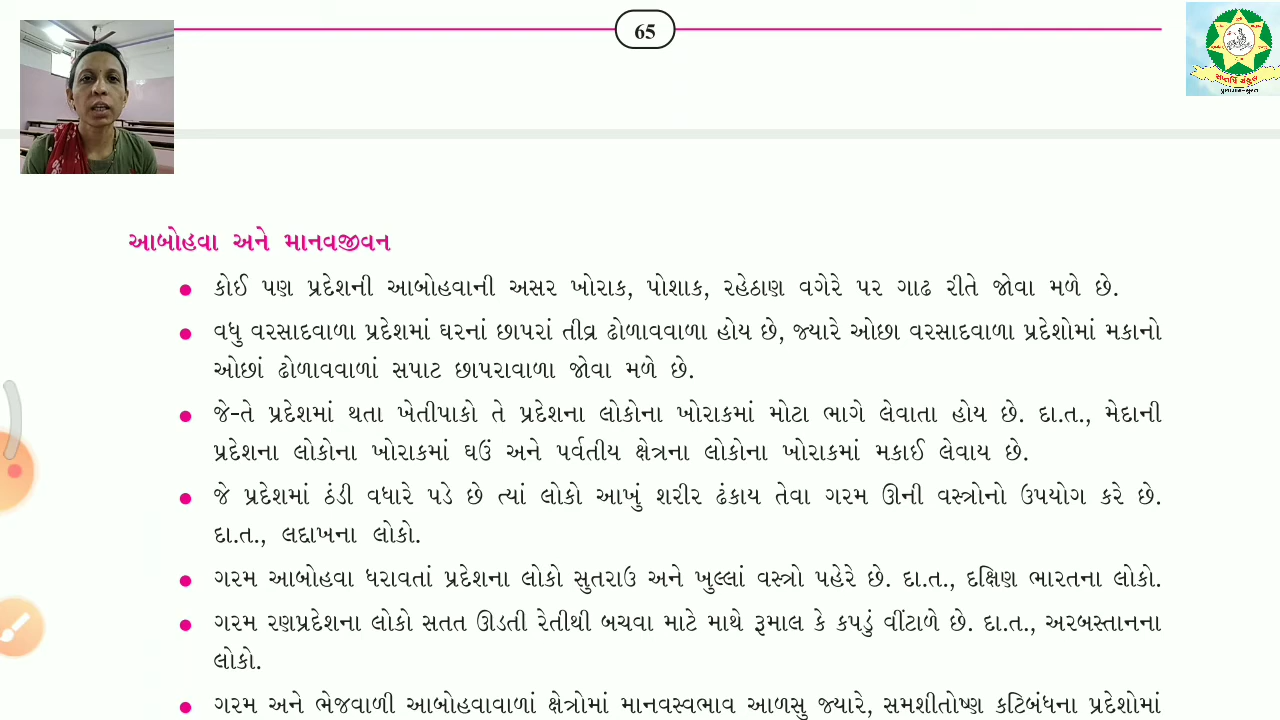 65
આબોહવા અને માનવજીવન
કોઈ પણ પ્રદેશની આબોહવાની અસર ખોરાક, પોશાક, રહેઠાણ વગેરે પર ગાઢ રીતે જોવા મળે છે.
વધુ વરસાદવાળા પ્રદેશમાં ઘરનાં છાપરાં તીવ્ર ઢોળાવવાળા હોય છે, જ્યારે ઓછા વરસાદવાળા પ્રદેશોમાં મકાનો
ઓછાં ઢોળાવવાળાં સપાટ છાપરાવાળા જોવા મળે છે.
જે-તે પ્રદેશમાં થતા ખેતીપાકો તે પ્રદેશના લોકોના ખોરાકમાં મોટા ભાગે લેવાતા હોય છે. દા.ત., મેદાની
પ્રદેશના લોકોના ખોરાકમાં ઘઉં અને પર્વતીય ક્ષેત્રના લોકોના ખોરાકમાં મકાઈ લેવાય છે.
જે પ્રદેશમાં ઠંડી વધારે પડે છે ત્યાં લોકો આખું શરીર ઢંકાય તેવા ગરમ ઊની વસ્ત્રોનો ઉપયોગ કરે છે.
દા.ત., લદ્દાખના લોકો.
ગરમ આબોહવા ધરાવતાં પ્રદેશના લોકો સુતરાઉ અને ખુલ્લાં વસ્ત્રો પહેરે છે. દા.ત., દક્ષિણ ભારતના લોકો.
ગરમ રણપ્રદેશના લોકો સતત ઊડતી રેતીથી બચવા માટે માથે રૂમાલ કે કપડું વીંટાળે છે. દા.ત., અરબસ્તાનના
લોકો.
ગરમ અને ભેજવાળી આબોહવાવાળાં ક્ષેત્રોમાં માનવસ્વભાવ આળસુ જ્યારે, સમશીતોષ્ણ કટિબંધના પ્રદેશોમાં